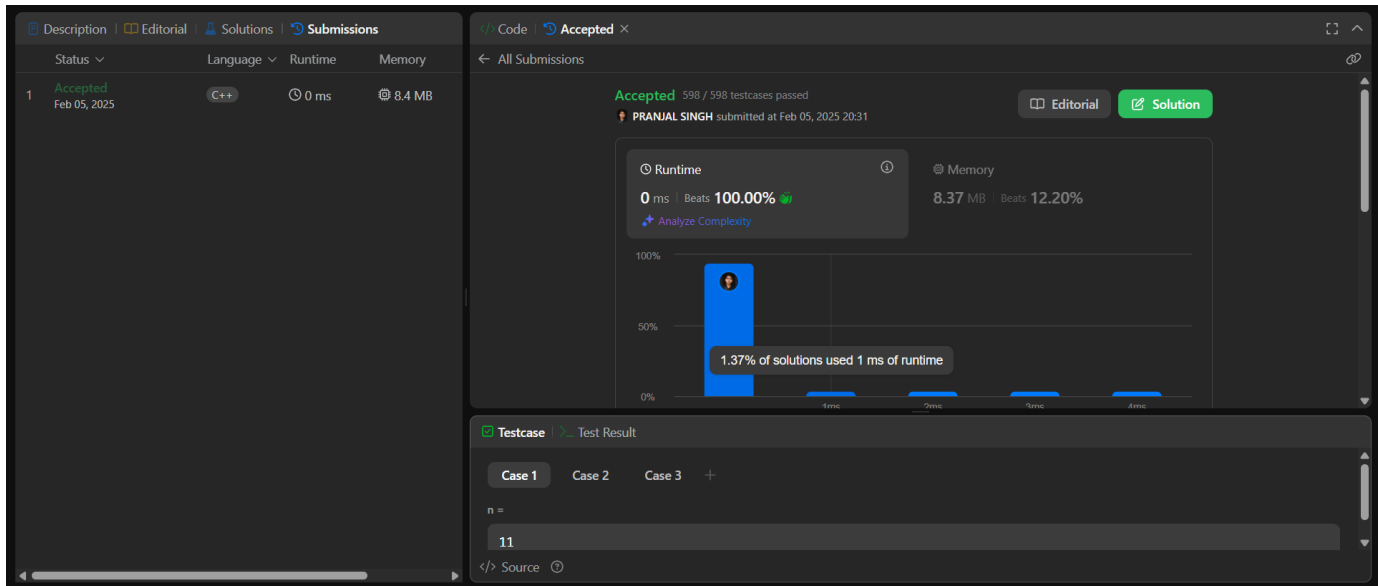 Description Editorial Solutions Submissions
Status Language Runtime Memory
1 Accepted C++ 0 ms 8.4 MB
Feb 05, 2025
</> Code Accepted
All Submissions
Accepted 598 / 598 testcases passed
PRANJAL SINGH submitted at Feb 05, 2025 20:31
Editorial Solution
Runtime
0 ms Beats 100.00%
Analyze Complexity
Memory
8.37 MB Beats 12.20%
100%
50%
0%
1.37% of solutions used 1 ms of runtime
1ms 2ms 3ms 4ms
Testcase >_ Test Result
Case 1 Case 2 Case 3 +
n =
11
</> Source